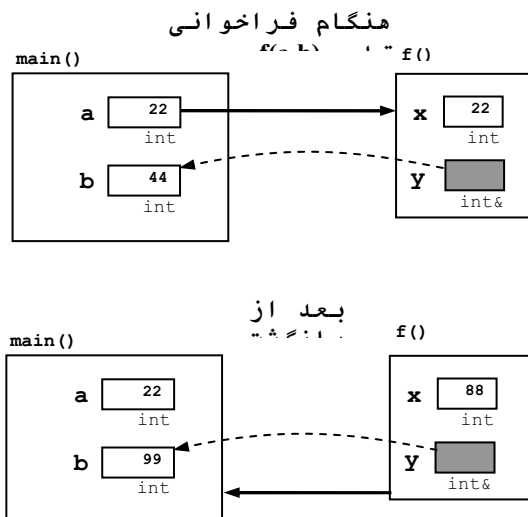 هنگام فراخوانی
f(a,b)
main()
f()
a 22
int
x 22
int
b 44
int
y
int&
بعد از
main()
f()
a 22
int
x 88
int
b 99
int
y
int&